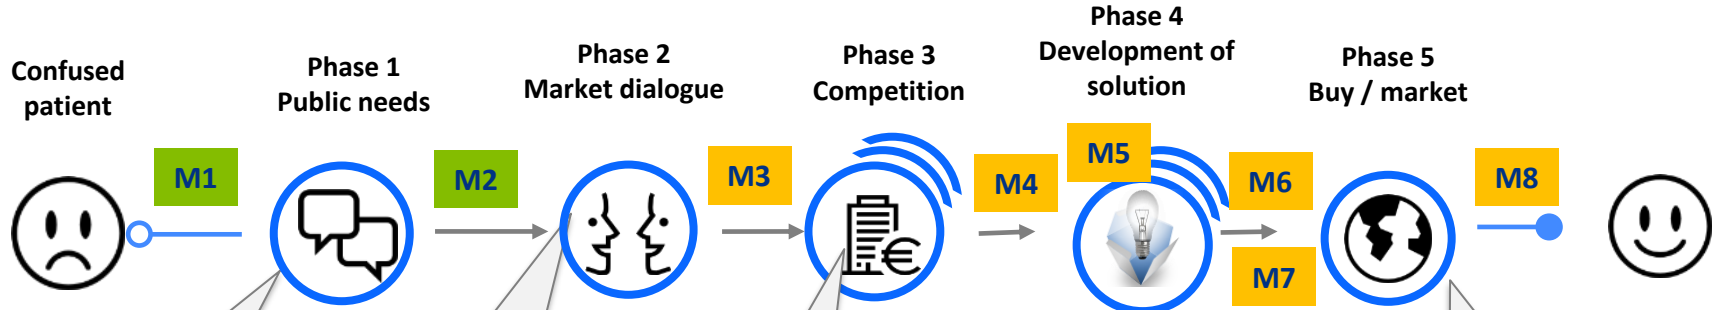 Confused
patient
Phase 1
Public needs
Phase 2
Market dialogue
Phase 3
Competition
Phase 4
Development of
solution
Phase 5
Buy / market
M1
M2
M3
M4
M5
M6
M7
M8
€